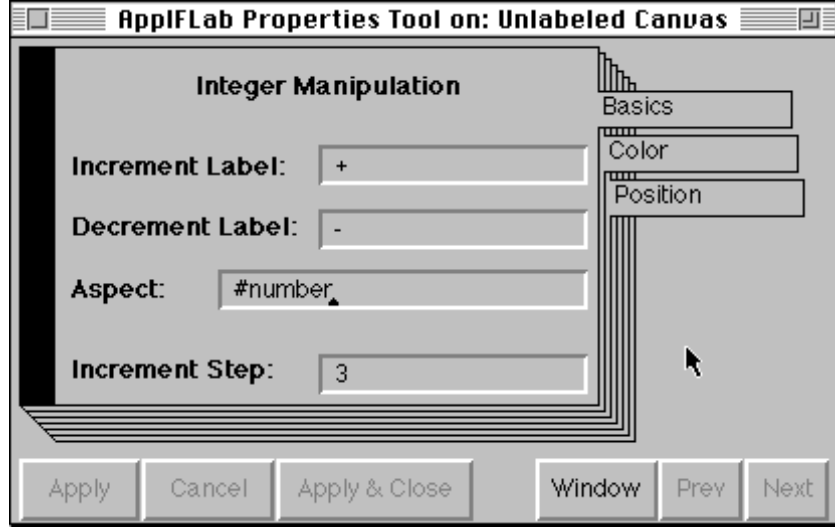 ApplFLab Properties Tool on: Unlabeled Canvas
Integer Manipulation
Basics
Color
Position
Increment Label: +
Decrement Label: -
Aspect: #number
Increment Step: 3
Apply Cancel Apply & Close Window Prev Next